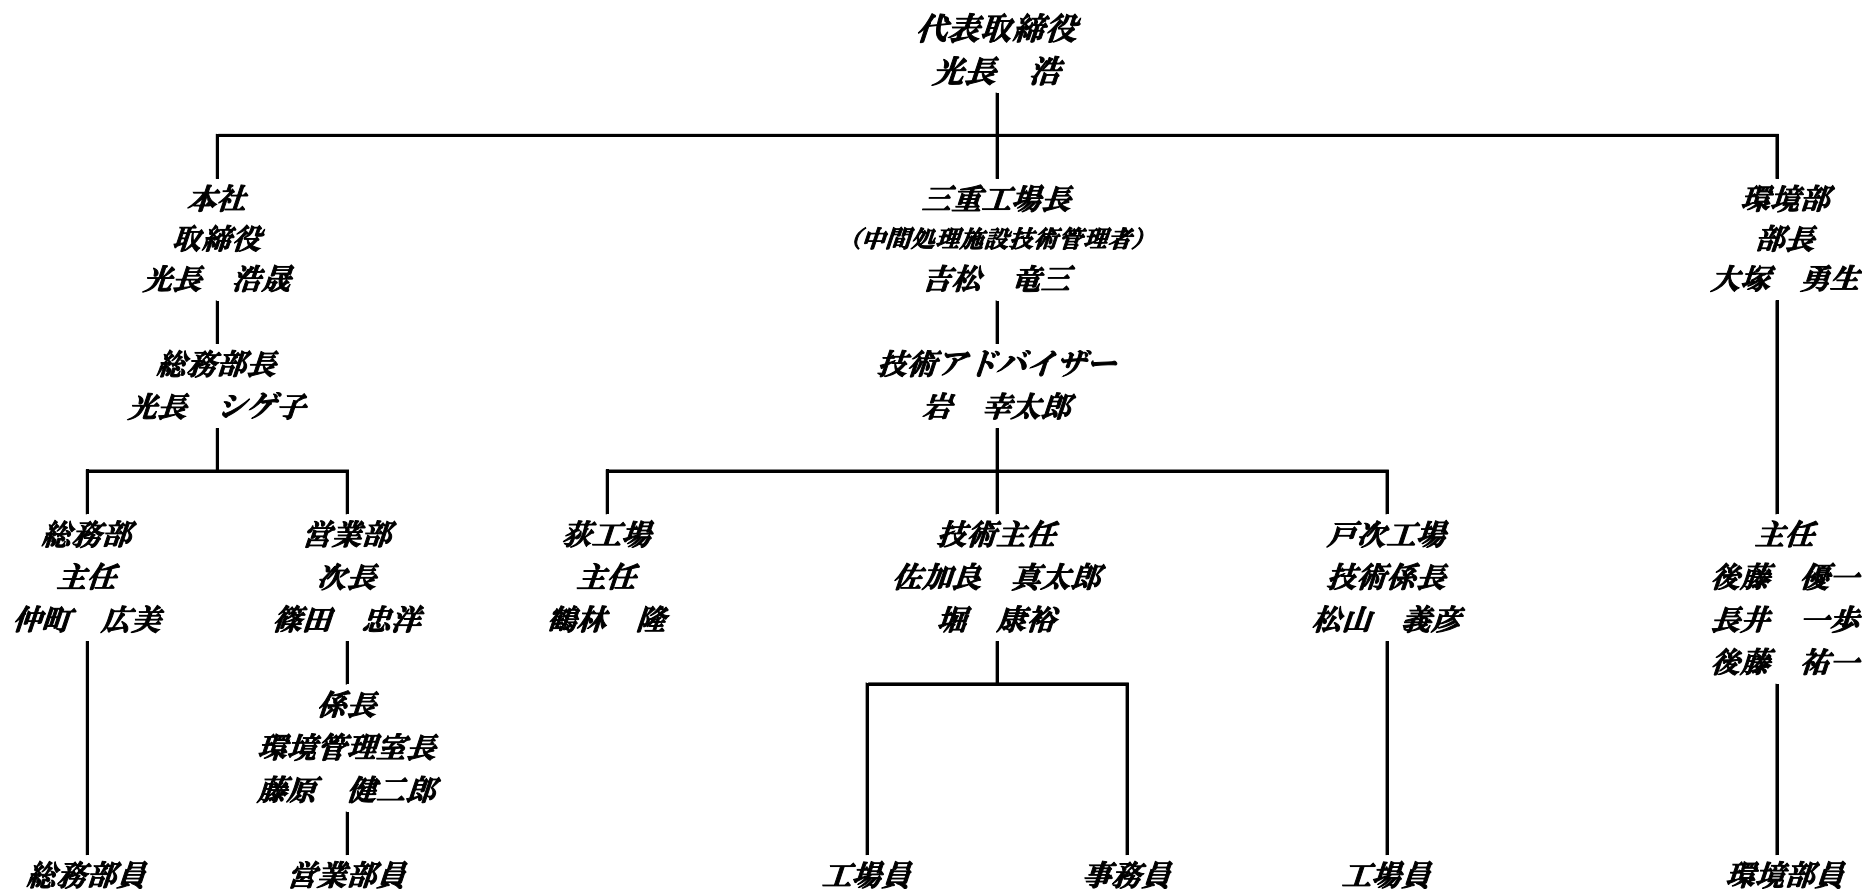 代表取締役
光長　浩
本社
取締役
光長　浩晟
三重工場長
（中間処理施設技術管理者）
吉松　竜三
環境部
部長
大塚　勇生
総務部長
光長　シゲ子
技術アドバイザー
岩　幸太郎
総務部
主任
仲町　広美
営業部
次長
篠田　忠洋
荻工場
主任
鶴林　隆
技術主任
佐加良　真太郎
堀　康裕
戸次工場
技術係長
松山　義彦
主任
後藤　優一
長井　一歩
後藤　祐一
係長
環境管理室長
藤原　健二郎
総務部員
営業部員
工場員
事務員
工場員
環境部員